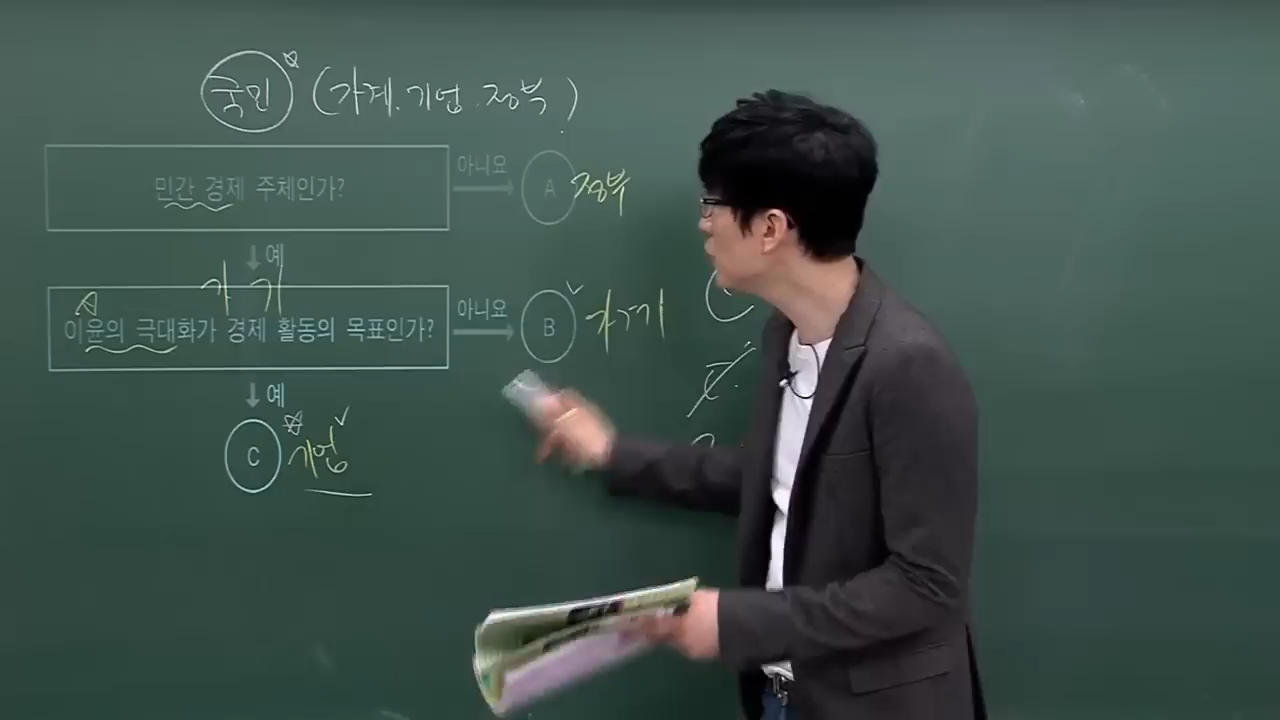 국민 (가계.기업.정부)
민간 경제 주체인가?
아니요
A 정부
예
가 기
이윤의 극대화가 경제 활동의 목표인가?
아니요
B 가계
예
C 기업